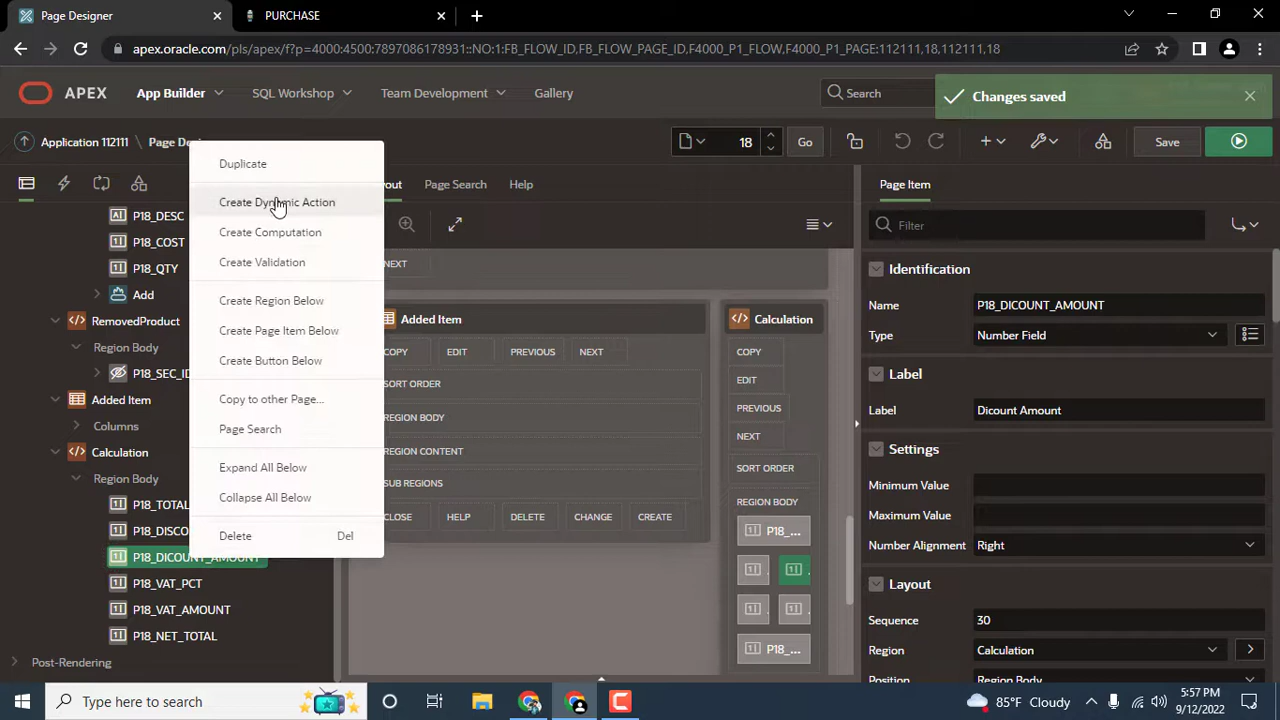 Page Designer
PURCHASE
apex.oracle.com/pls/apex/f?p=4000:4500:7897086178931::NO:1:FB_FLOW_ID,FB_FLOW_PAGE_ID,F4000_P1_FLOW,F4000_P1_PAGE:112111,18,112111,18
APEX
App Builder
SQL Workshop
Team Development
Gallery
Search
Changes saved
Application 112111
18
Go
Save
Page Search
Help
Page Item
Filter
Duplicate
Create Dynamic Action
Create Computation
Create Validation
Create Region Below
Create Page Item Below
Create Button Below
Copy to other Page...
Page Search
Expand All Below
Collapse All Below
Delete
Del
P18_DESC
P18_COST
P18_QTY
Add
RemovedProduct
Region Body
Added Item
Columns
Calculation
Region Body
P18_DICOUNT_AMOUNT
P18_VAT_PCT
P18_VAT_AMOUNT
P18_NET_TOTAL
Post-Rendering
NEXT
Added Item
COPY
EDIT
PREVIOUS
NEXT
SORT ORDER
REGION BODY
REGION CONTENT
SUB REGIONS
CLOSE
HELP
DELETE
CHANGE
CREATE
Calculation
COPY
EDIT
PREVIOUS
NEXT
SORT ORDER
REGION BODY
P18_...
P18_...
Identification
Name
P18_DICOUNT_AMOUNT
Type
Number Field
Label
Label
Dicount Amount
Settings
Minimum Value
Maximum Value
Number Alignment
Right
Layout
Sequence
30
Region
Calculation
Position
Region Body
Type here to search
85°F Cloudy
5:57 PM
9/12/2022